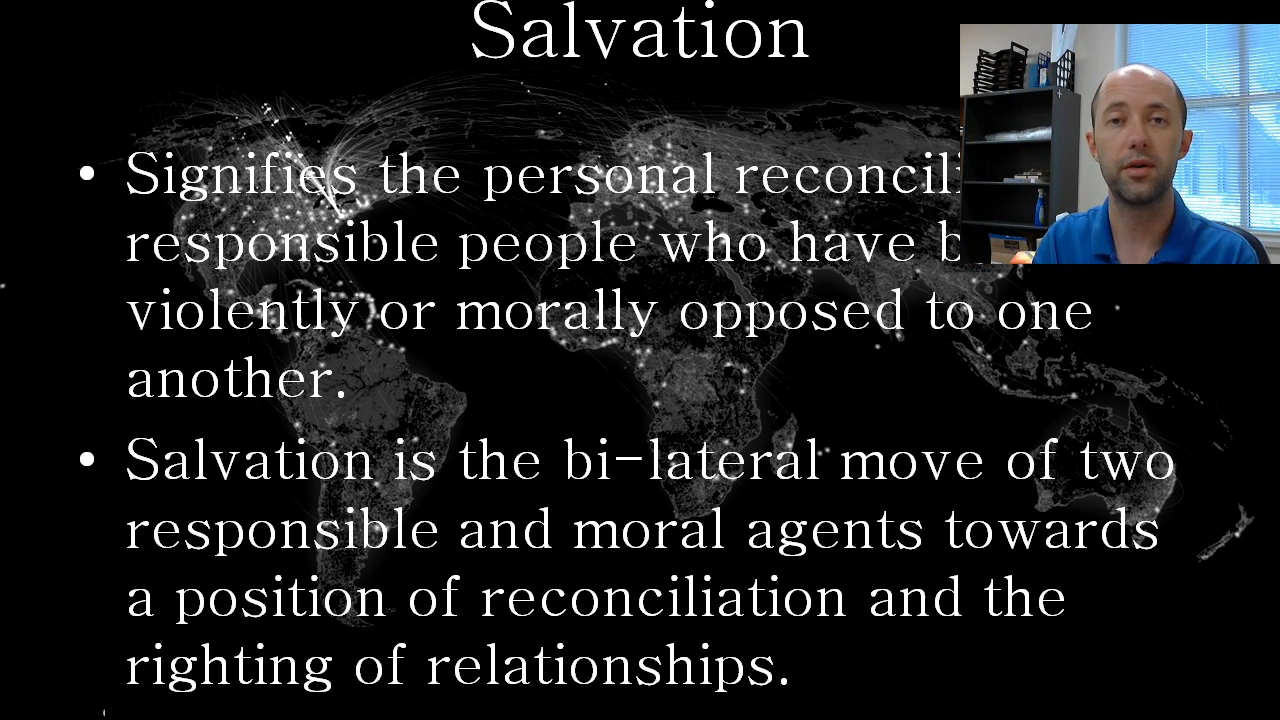 Salvation
• Signifies the personal
responsible people who have
violently or morally opposed to one
another.
• Salvation is the bi-lateral move of two
responsible and moral agents towards
a position of reconciliation and the
righting of relationships.